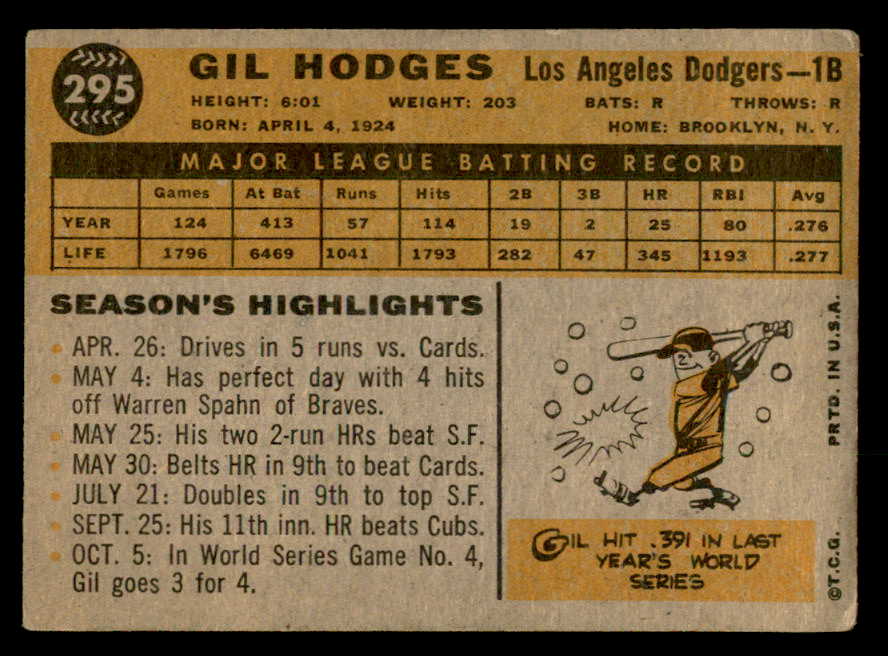 295
GIL HODGES Los Angeles Dodgers—1B
HEIGHT: 6:01 WEIGHT: 203 BATS: R THROWS: R
BORN: APRIL 4, 1924 HOME: BROOKLYN, N. Y.
MAJOR LEAGUE BATTING RECORD
Games At Bat Runs Hits 2B 3B HR RBI Avg
YEAR 124 413 57 114 19 2 25 80 .276
LIFE 1796 6469 1041 1793 282 47 345 1193 .277
SEASON'S HIGHLIGHTS
• APR. 26: Drives in 5 runs vs. Cards.
• MAY 4: Has perfect day with 4 hits
off Warren Spahn of Braves.
• MAY 25: His two 2-run HRs beat S.F.
• MAY 30: Belts HR in 9th to beat Cards.
• JULY 21: Doubles in 9th to top S.F.
• SEPT. 25: His 11th inn. HR beats Cubs.
• OCT. 5: In World Series Game No. 4,
Gil goes 3 for 4.
GIL HIT .391 IN LAST
YEAR'S WORLD
SERIES
©T.C.G. PRTD. IN U.S.A.